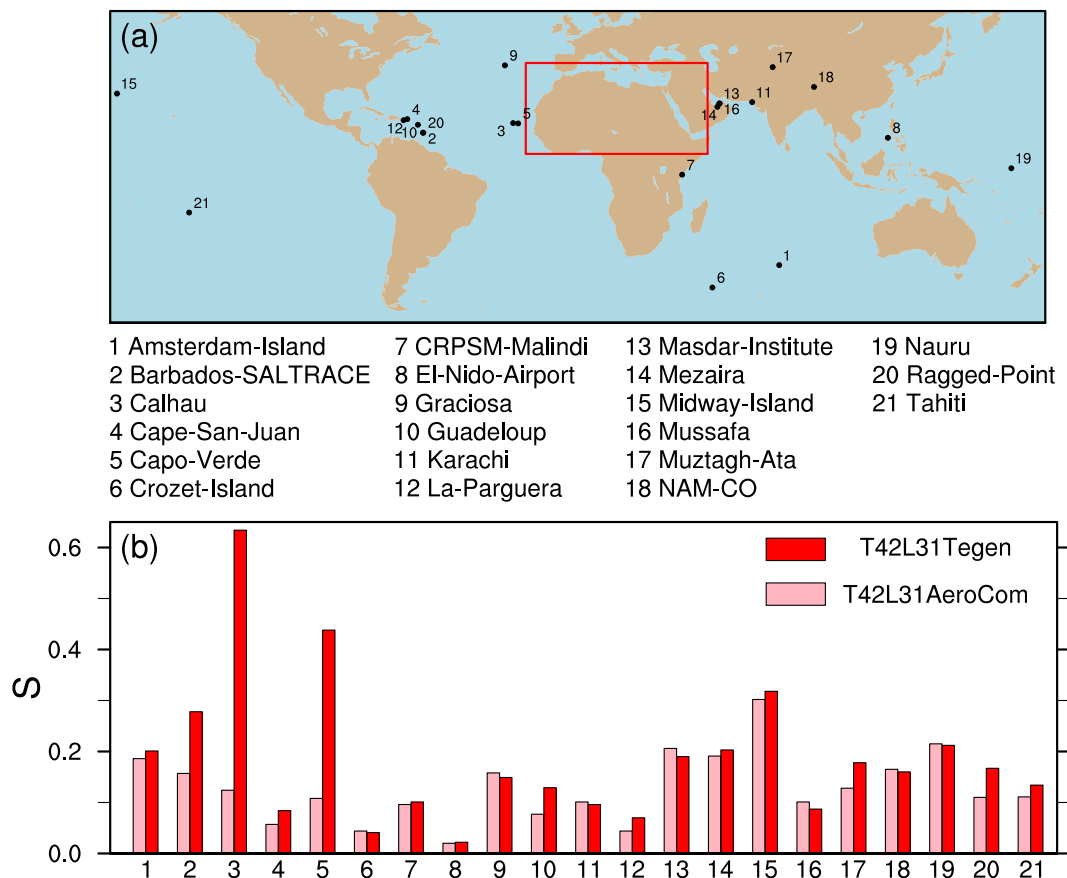 (a)
9
17
18
15
13
11
4
5
16
12
20
3
14
10
2
8
7
19
21
1
6
1 Amsterdam-Island 7 CRPSM-Malindi 13 Masdar-Institute 19 Nauru
2 Barbados-SALTRACE 8 El-Nido-Airport 14 Mezaira 20 Ragged-Point
3 Calhau 9 Graciosa 15 Midway-Island 21 Tahiti
4 Cape-San-Juan 10 Guadeloup 16 Mussafa
5 Capo-Verde 11 Karachi 17 Muztagh-Ata
6 Crozet-Island 12 La-Parguera 18 NAM-CO
(b)
T42L31Tegen
T42L31AeroCom
S
0.6
0.4
0.2
0.0
1 2 3 4 5 6 7 8 9 10 11 12 13 14 15 16 17 18 19 20 21